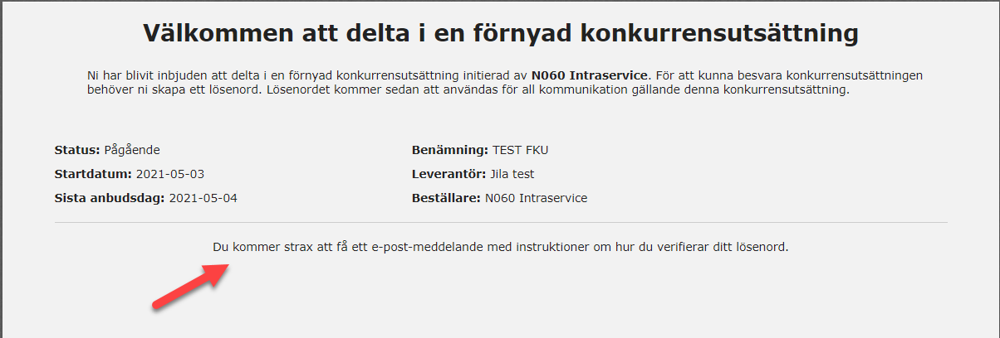 Välkommen att delta i en förnyad konkurrensutsättning
Ni har blivit inbjuden att delta i en förnyad konkurrensutsättning initierad av N060 Intraservice. För att kunna besvara konkurrensutsättningen
behöver ni skapa ett lösenord. Lösenordet kommer sedan att användas för all kommunikation gällande denna konkurrensutsättning.
Status: Pågående
Benämning: TEST FKU
Startdatum: 2021-05-03
Leverantör: Jila test
Sista anbudsdag: 2021-05-04
Beställare: N060 Intraservice
Du kommer strax att få ett e-post-meddelande med instruktioner om hur du verifierar ditt lösenord.